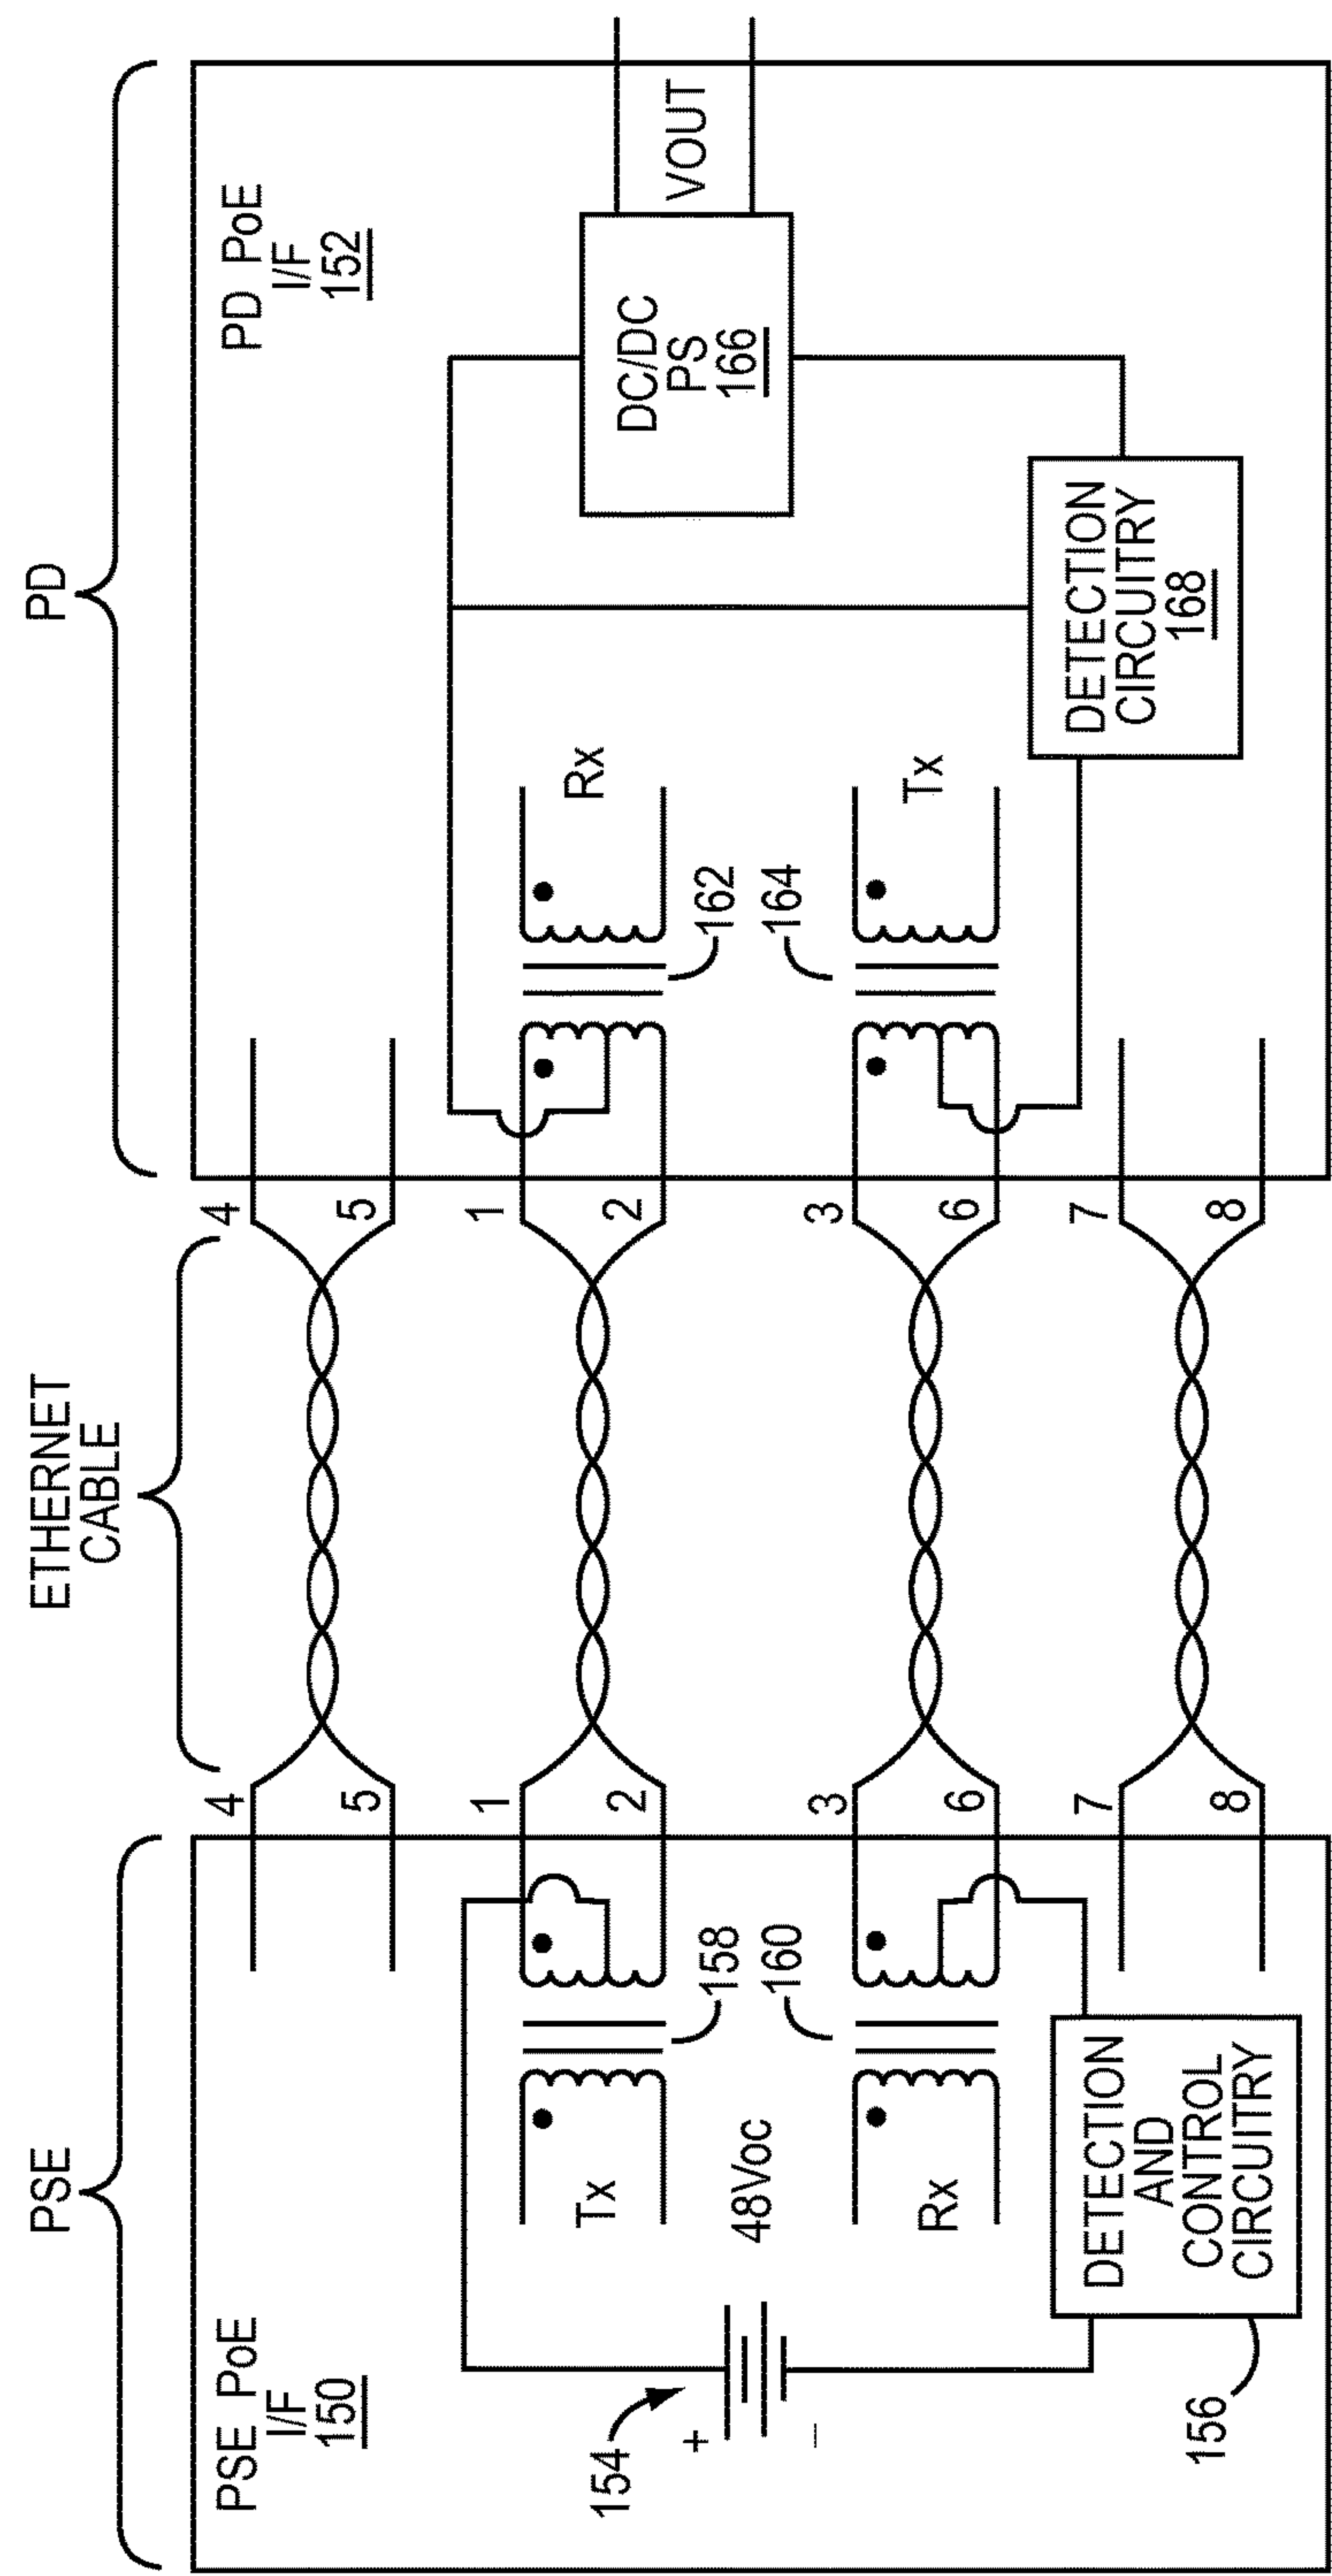 PSE
ETHERNET
CABLE
PD
PSE PoE
I/F
150
PD PoE
I/F
152
4
4
5
5
1
1
2
2
3
3
6
6
7
7
8
8
154
+
–
48Voc
Tx
158
160
Rx
DETECTION
AND
CONTROL
CIRCUITRY
156
Rx
162
164
Tx
DC/DC
PS
166
VOUT
DETECTION
CIRCUITRY
168